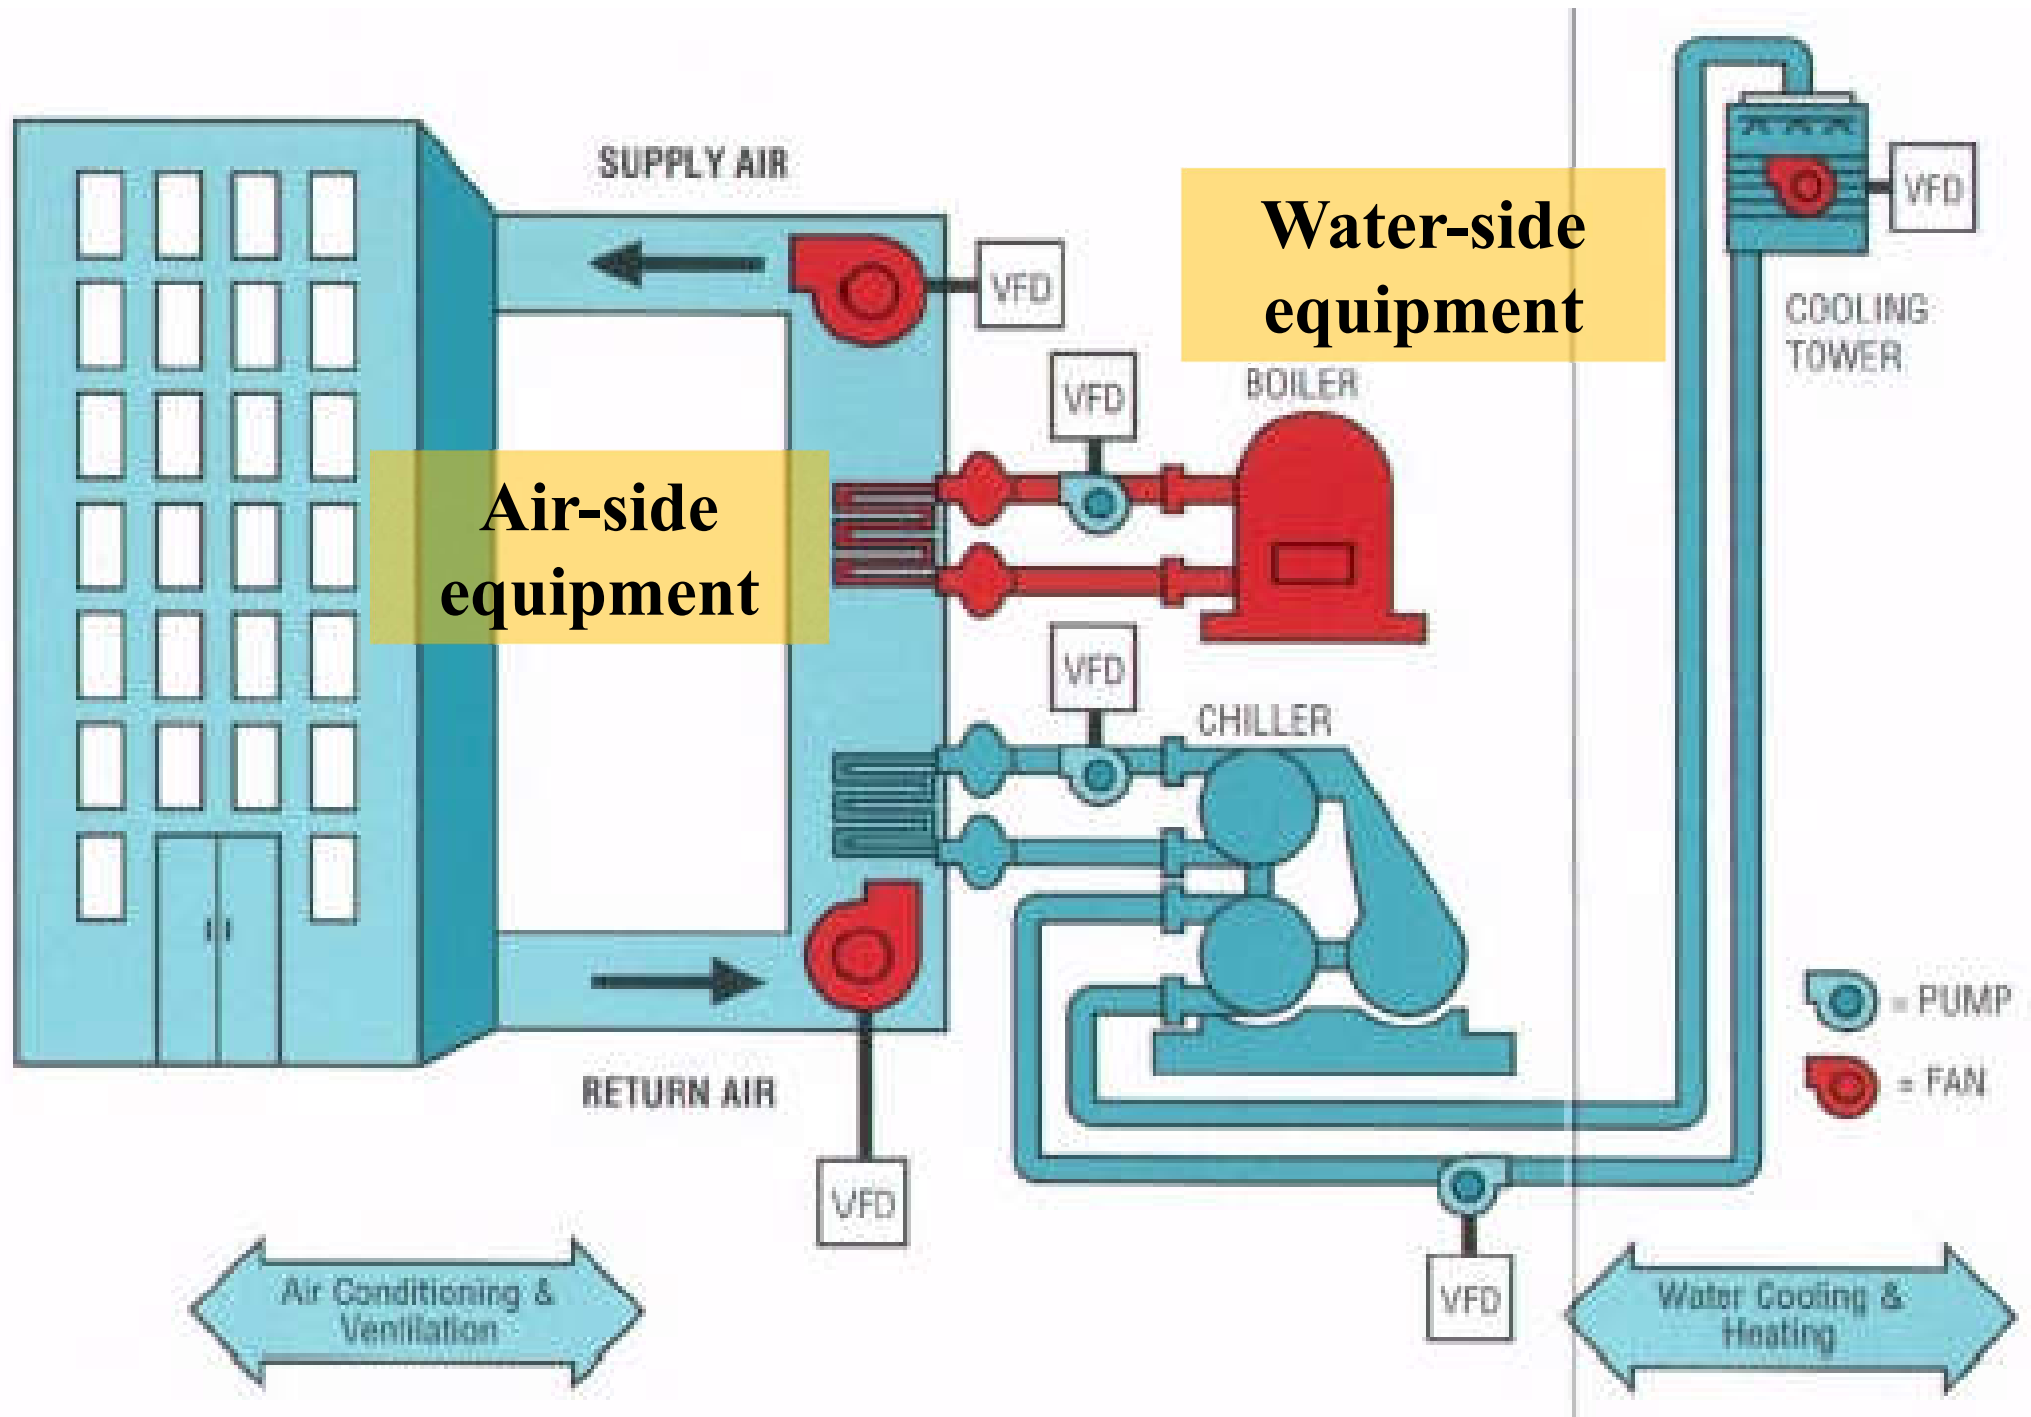 SUPPLY AIR
VFD
Water-side
equipment
VFD
COOLING
TOWER
VFD
BOILER
Air-side
equipment
VFD
CHILLER
RETURN AIR
VFD
= PUMP
= FAN
VFD
Air Conditioning &
Ventilation
Water Cooling &
Heating